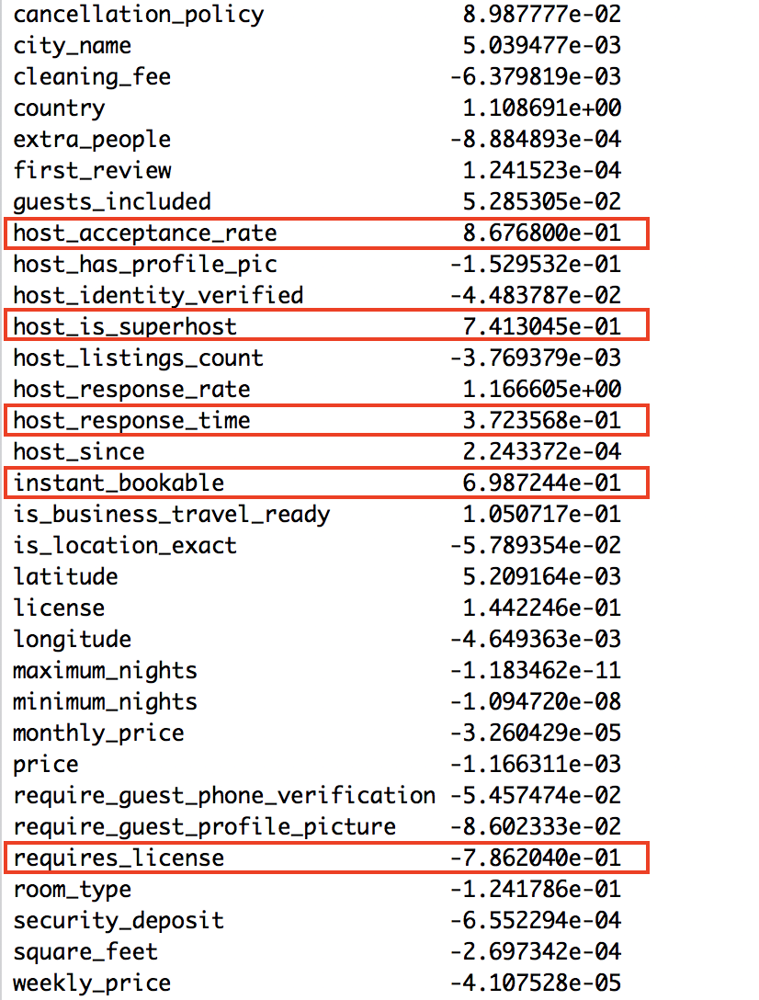 cancellation_policy 8.987777e-02
city_name 5.039477e-03
cleaning_fee -6.379819e-03
country 1.108691e+00
extra_people -8.884893e-04
first_review 1.241523e-04
guests_included 5.285305e-02
host_acceptance_rate 8.676800e-01
host_has_profile_pic -1.529532e-01
host_identity_verified -4.483787e-02
host_is_superhost 7.413045e-01
host_listings_count -3.769379e-03
host_response_rate 1.166605e+00
host_response_time 3.723568e-01
host_since 2.243372e-04
instant_bookable 6.987244e-01
is_business_travel_ready 1.050717e-01
is_location_exact -5.789354e-02
latitude 5.209164e-03
license 1.442246e-01
longitude -4.649363e-03
maximum_nights -1.183462e-11
minimum_nights -1.094720e-08
monthly_price -3.260429e-05
price -1.166311e-03
require_guest_phone_verification -5.457474e-02
require_guest_profile_picture -8.602333e-02
requires_license -7.862040e-01
room_type -1.241786e-01
security_deposit -6.552294e-04
square_feet -2.697342e-04
weekly_price -4.107528e-05